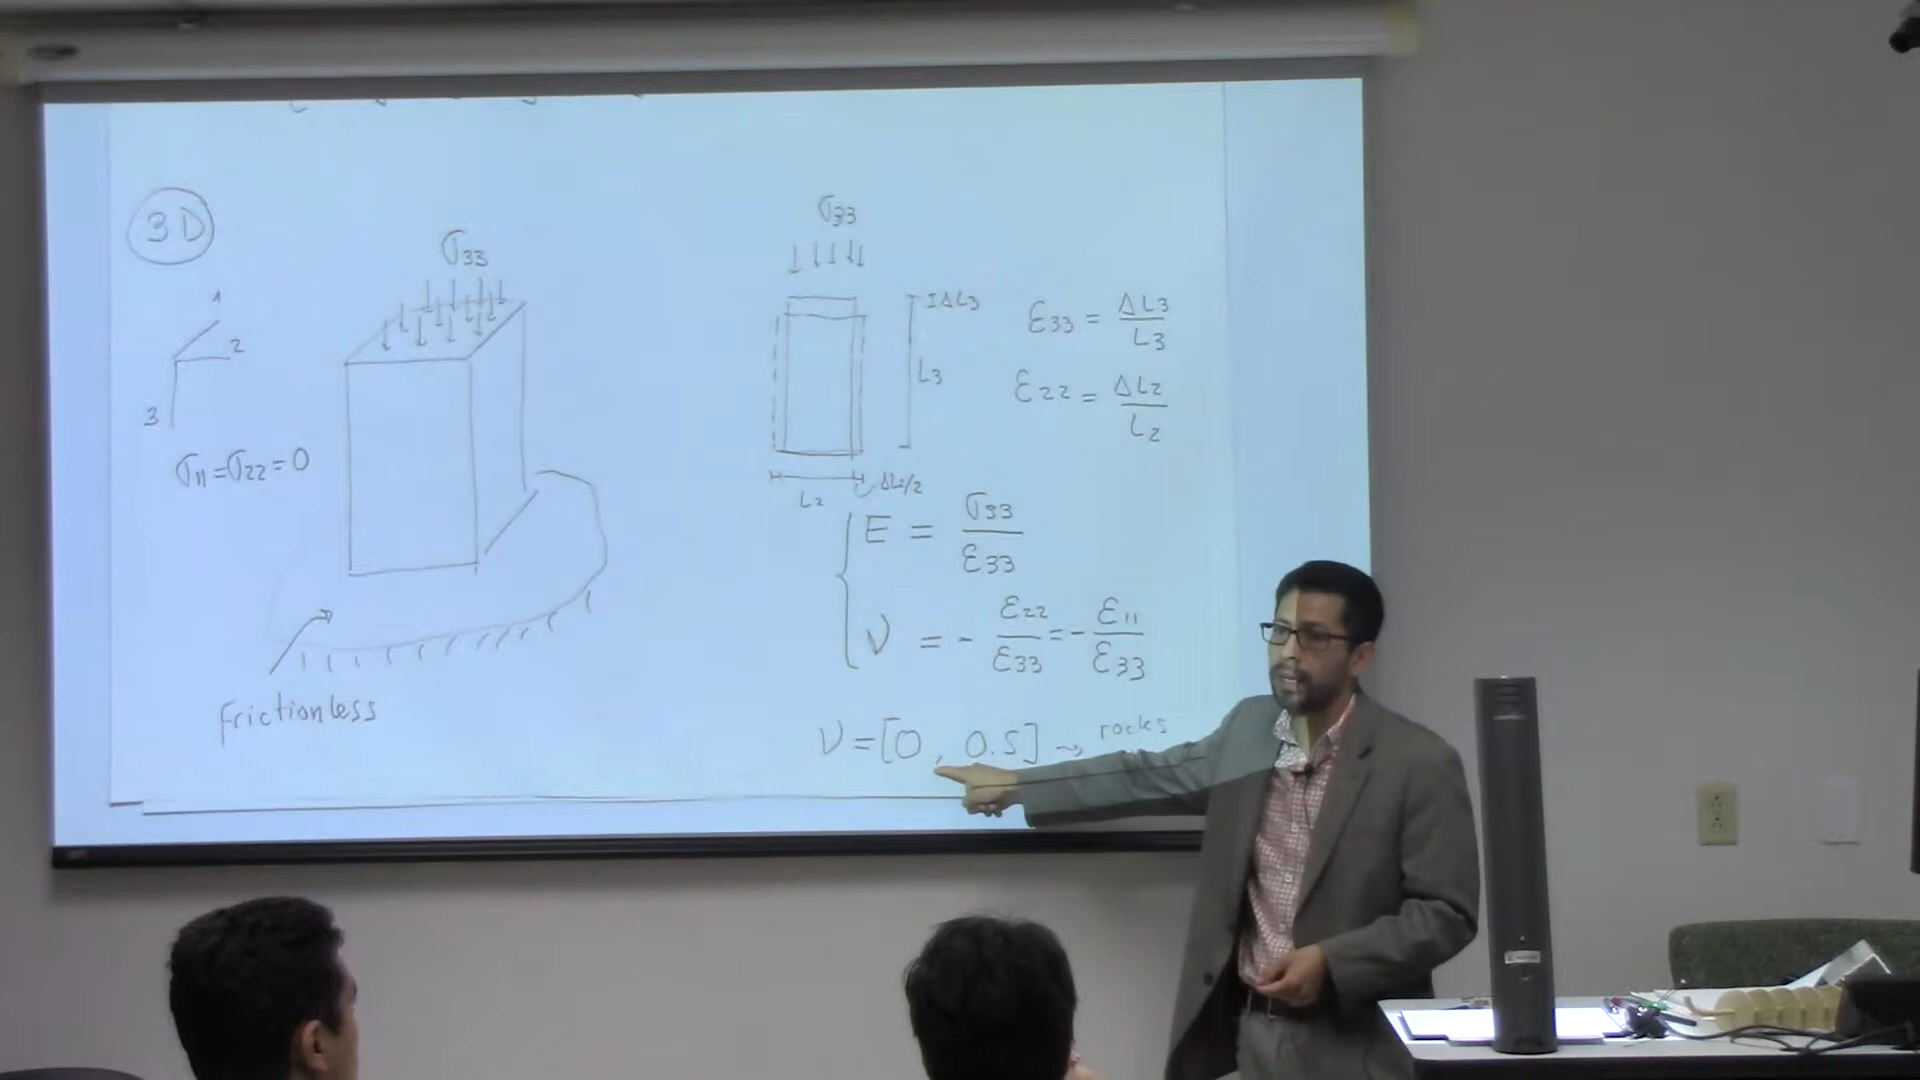 3D
σ33
1
2
3
σ11=σ22=0
Frictionless
σ33
IΔL3
L3
L2
ΔL2/2
ε33 = ΔL3/L3
ε22 = ΔL2/L2
E = σ33/ε33
ν = - ε22/ε33 = - ε11/ε33
ν = [0, 0.5] → rocks